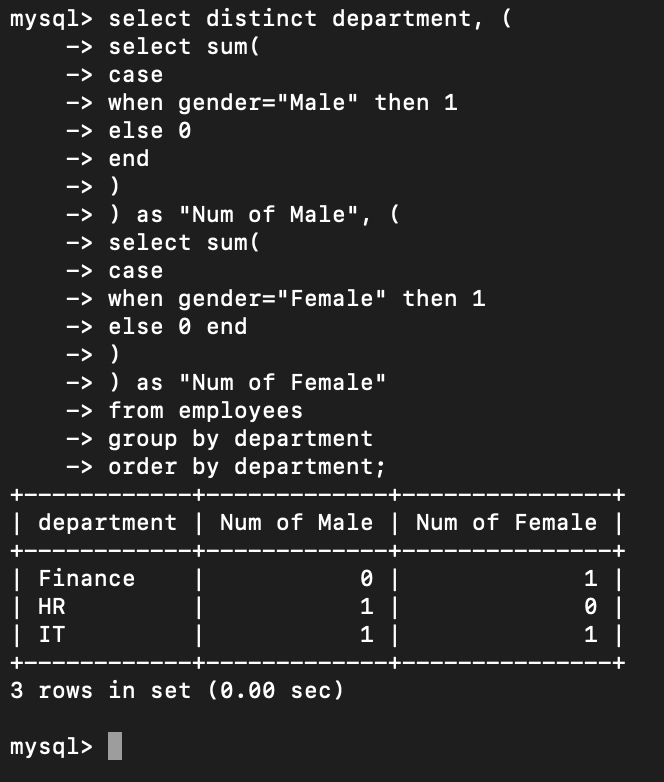 mysql> select distinct department, (
    -> select sum(
    -> case
    -> when gender="Male" then 1
    -> else 0
    -> end
    -> )
    -> ) as "Num of Male", (
    -> select sum(
    -> case
    -> when gender="Female" then 1
    -> else 0 end
    -> )
    -> ) as "Num of Female"
    -> from employees
    -> group by department
    -> order by department;
+------------+-------------+---------------+
| department | Num of Male | Num of Female |
+------------+-------------+---------------+
| Finance    |           0 |             1 |
| HR         |           1 |             0 |
| IT         |           1 |             1 |
+------------+-------------+---------------+
3 rows in set (0.00 sec)
mysql>